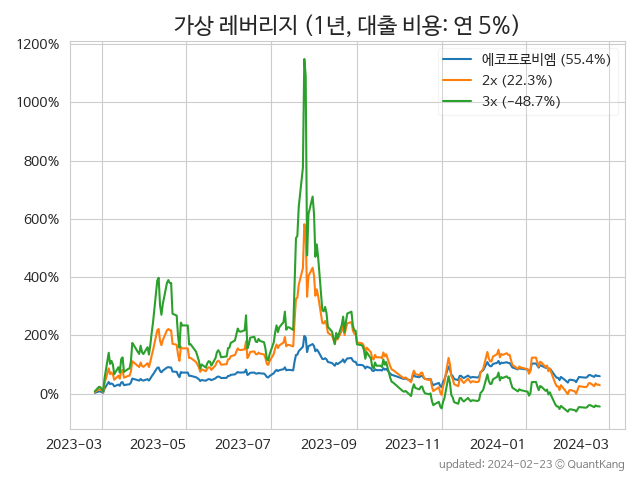 가상 레버리지 (1년, 대출 비용: 연 5%)
에코프로비엠 (55.4%)
2x (22.3%)
3x (−48.7%)
1200%
1000%
800%
600%
400%
200%
0%
2023-03 2023-05 2023-07 2023-09 2023-11 2024-01 2024-03
updated: 2024-02-23 © QuantKang